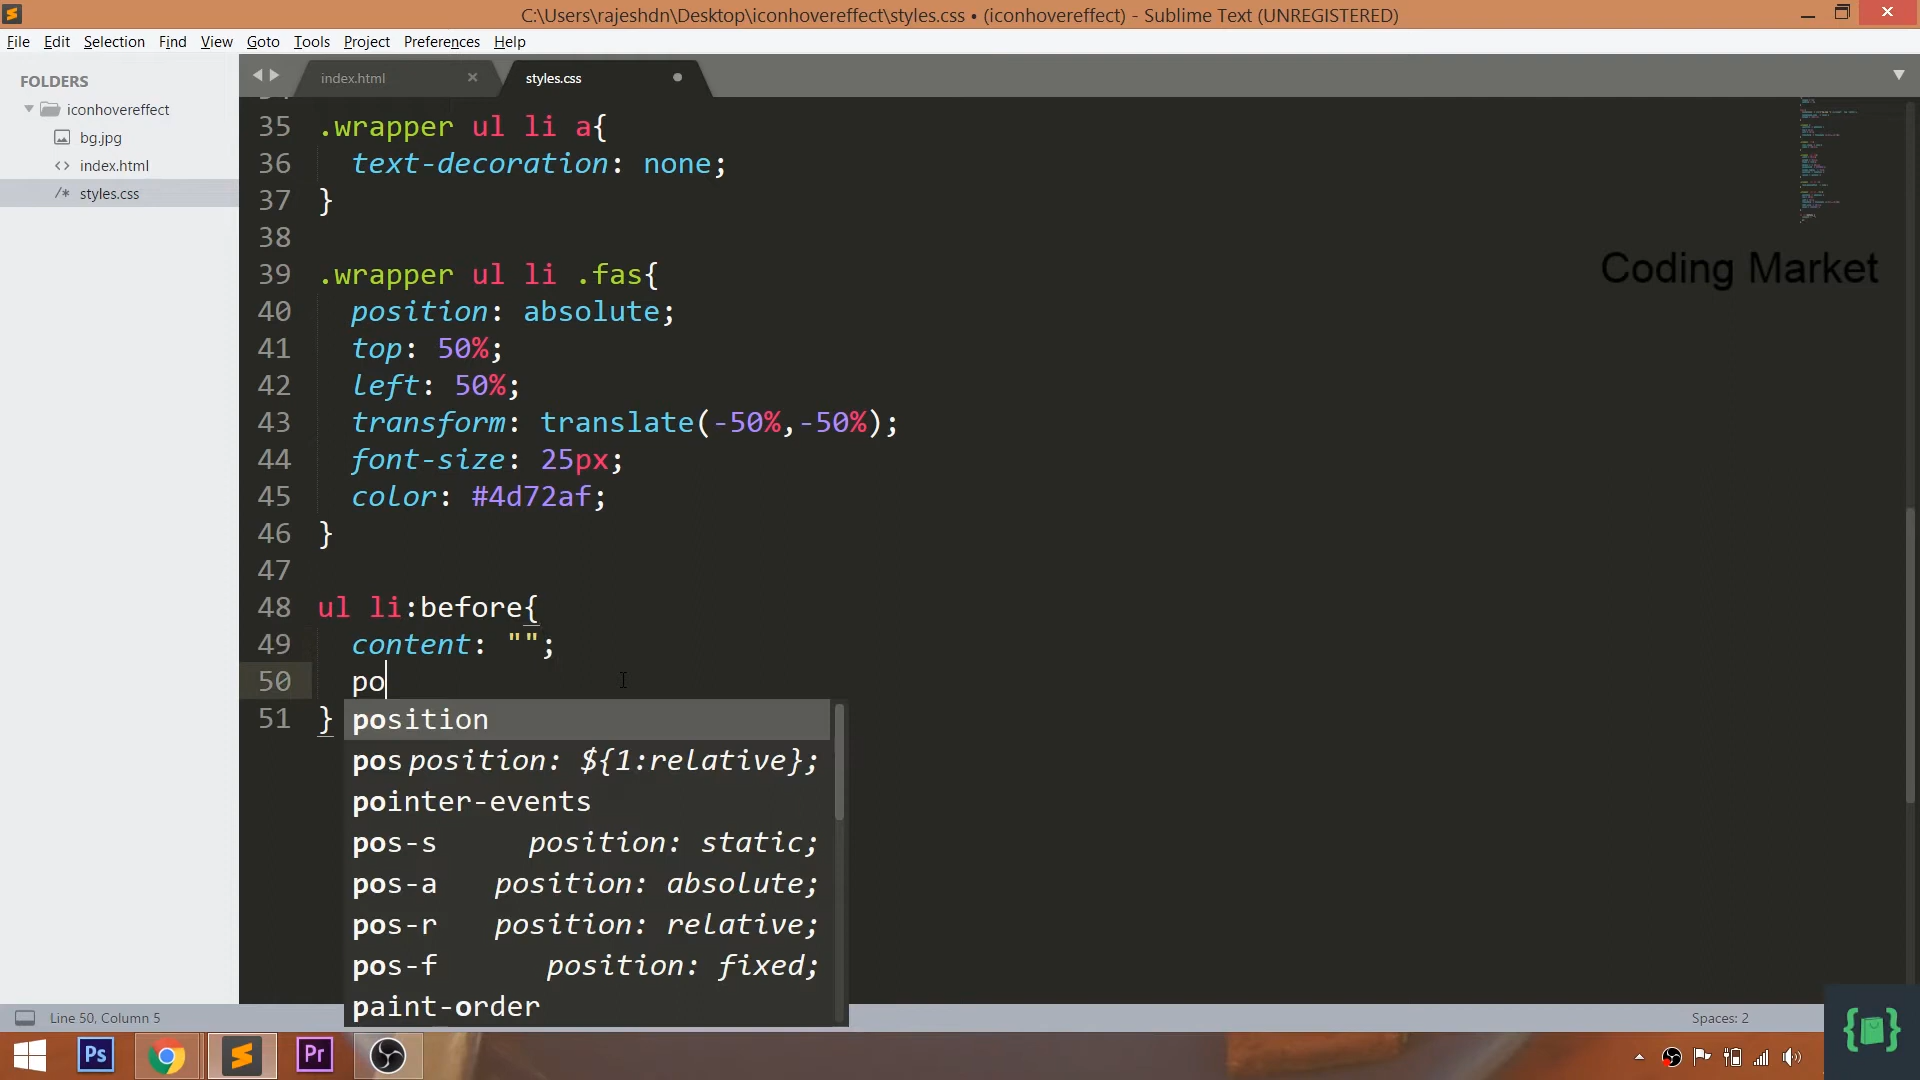 C:\Users\rajeshdn\Desktop\iconhovereffect\styles.css • (iconhovereffect) - Sublime Text (UNREGISTERED)
File Edit Selection Find View Goto Tools Project Preferences Help
FOLDERS
iconhovereffect
bg.jpg
<> index.html
/* styles.css
index.html × styles.css
35 .wrapper ul li a{
36 text-decoration: none;
37 }
38
39 .wrapper ul li .fas{
40 position: absolute;
41 top: 50%;
42 left: 50%;
43 transform: translate(-50%,-50%);
44 font-size: 25px;
45 color: #4d72af;
46 }
47
48 ul li:before{
49 content: "";
50 po
51 }
position
pos position: ${1:relative};
pointer-events
pos-s position: static;
pos-a position: absolute;
pos-r position: relative;
pos-f position: fixed;
paint-order
Coding Market
Line 50, Column 5
Spaces: 2
Ps
Pr